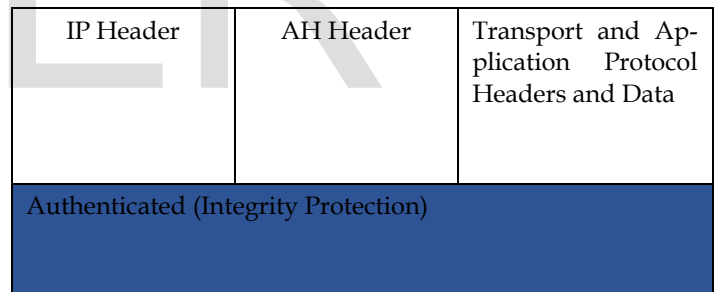 IP Header
AH Header
Transport and Ap-
plication Protocol
Headers and Data
Authenticated (Integrity Protection)